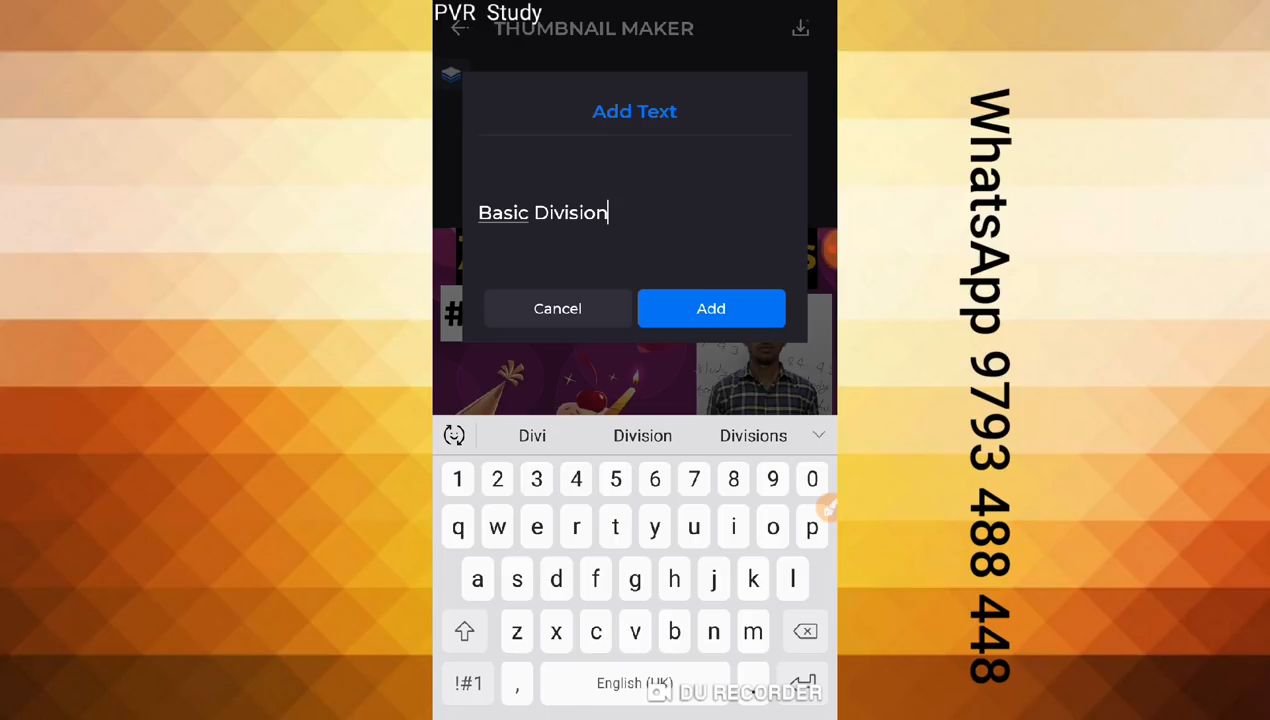 PVR Study
THUMBNAIL MAKER
Add Text
Basic Division
#
Cancel
Add
Divi
Division
Divisions
1 2 3 4 5 6 7 8 9 0
q w e r t y u i o p
a s d f g h j k l
z x c v b n m
!#1 , English (UK) .
DU RECORDER
WhatsApp 9793 488 448